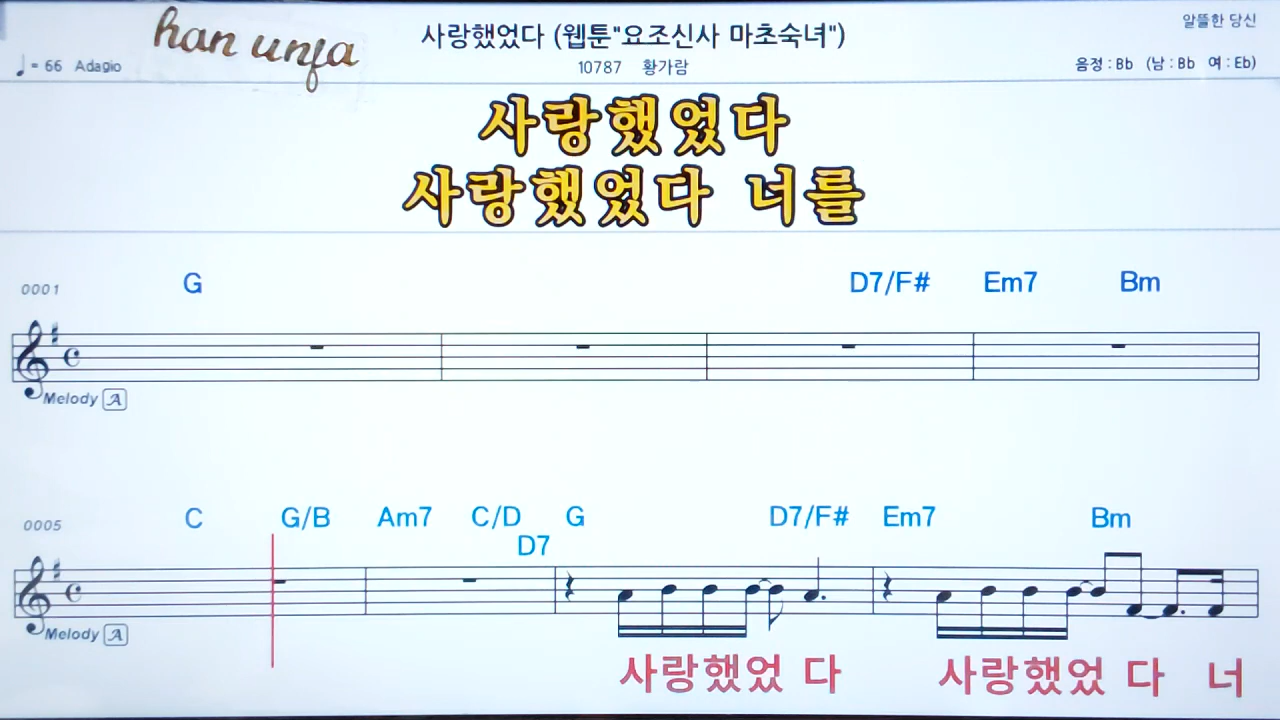 han unja
사랑했었다 (웹툰"요조신사 마초숙녀")
알뜰한 당신
♩= 66 Adagio
10787 황가람
음정 : Bb (남 : Bb 여 : Eb)
사랑했었다
사랑했었다 너를
0001 G D7/F# Em7 Bm
Melody A
0005 C G/B Am7 C/D G D7/F# Em7 Bm
D7
Melody A
사랑했었 다 사랑했었 다 너